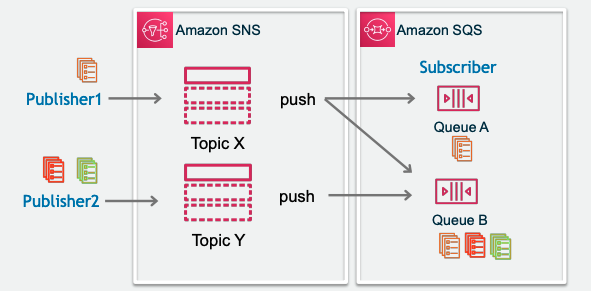 Amazon SNS
Amazon SQS
Subscriber
Publisher1
push
Topic X
Queue A
Publisher2
push
Topic Y
Queue B